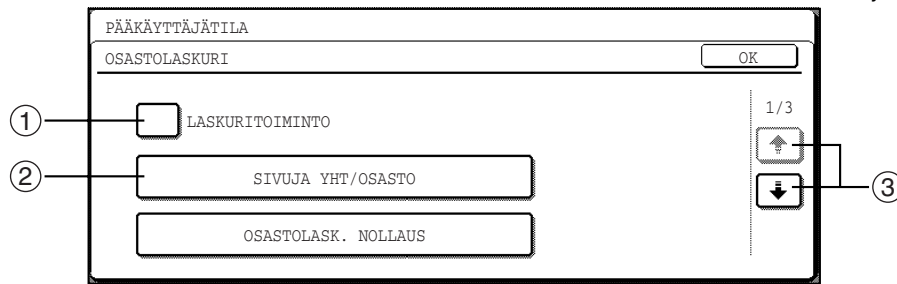 PÄÄKÄYTTÄJÄTILA
OSASTOLASKURI
OK
1/3
1
LASKURITOIMINTO
2
SIVUJA YHT/OSASTO
3
OSASTOLASK. NOLLAUS